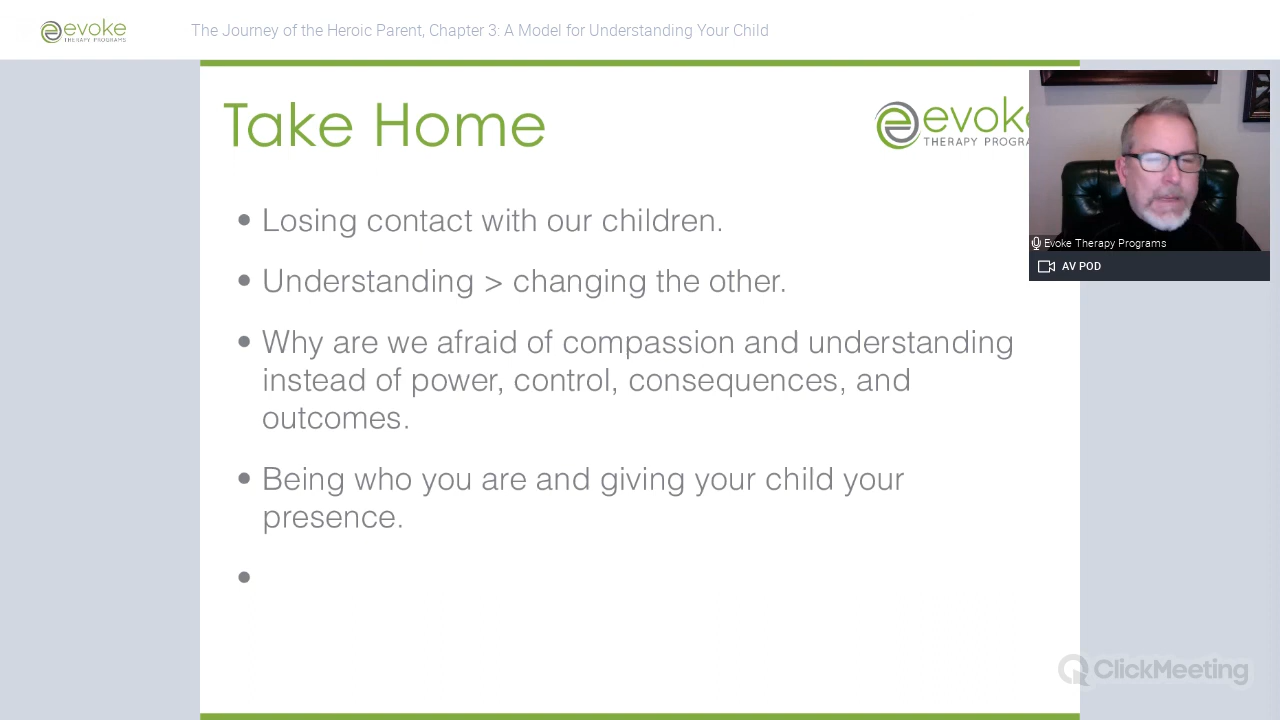 evoke
THERAPY PROGRAMS
The Journey of the Heroic Parent, Chapter 3: A Model for Understanding Your Child
Take Home
evoke
THERAPY PROGRA
Evoke Therapy Programs
AV POD
• Losing contact with our children.
• Understanding > changing the other.
• Why are we afraid of compassion and understanding
instead of power, control, consequences, and
outcomes.
• Being who you are and giving your child your
presence.
•
ClickMeeting